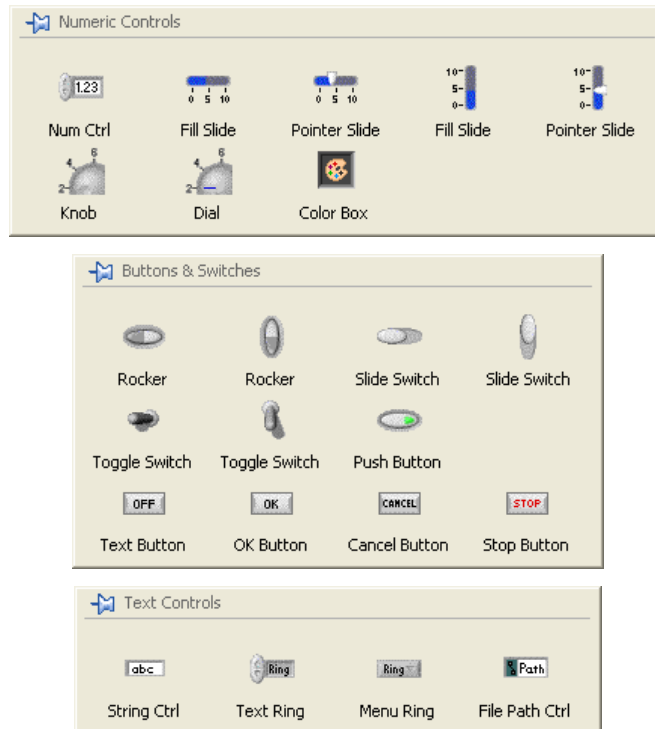 Numeric Controls
1.23
0 5 10
0 5 10
10-
5-
0-
10-
5-
0-
Num Ctrl Fill Slide Pointer Slide Fill Slide Pointer Slide
2 4 6
2 4 6
Knob Dial Color Box
Buttons & Switches
Rocker Rocker Slide Switch Slide Switch
Toggle Switch Toggle Switch Push Button
OFF OK CANCEL STOP
Text Button OK Button Cancel Button Stop Button
Text Controls
abc Ring Ring Path
String Ctrl Text Ring Menu Ring File Path Ctrl